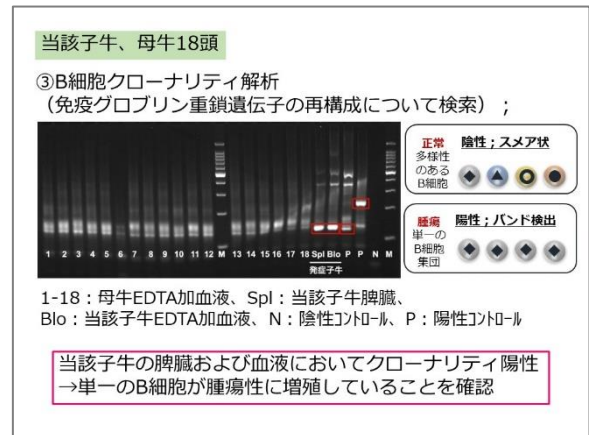 当該子牛、母牛18頭
③B細胞クローナリティ解析
（免疫グロブリン重鎖遺伝子の再構成について検索）；
正常
多様性
のある
B細胞
陰性；スメア状
腫瘍
単一の
B細胞
集団
陽性；バンド検出
1 2 3 4 5 6 7 8 9 10 11 12 M 13 14 15 16 17 18 Spl Blo P P N M
発症子牛
1-18：母牛EDTA加血液、Spl：当該子牛脾臓、
Blo：当該子牛EDTA加血液、N：陰性ｺﾝﾄﾛｰﾙ、P：陽性ｺﾝﾄﾛｰﾙ
当該子牛の脾臓および血液においてクローナリティ陽性
→単一のB細胞が腫瘍性に増殖していることを確認